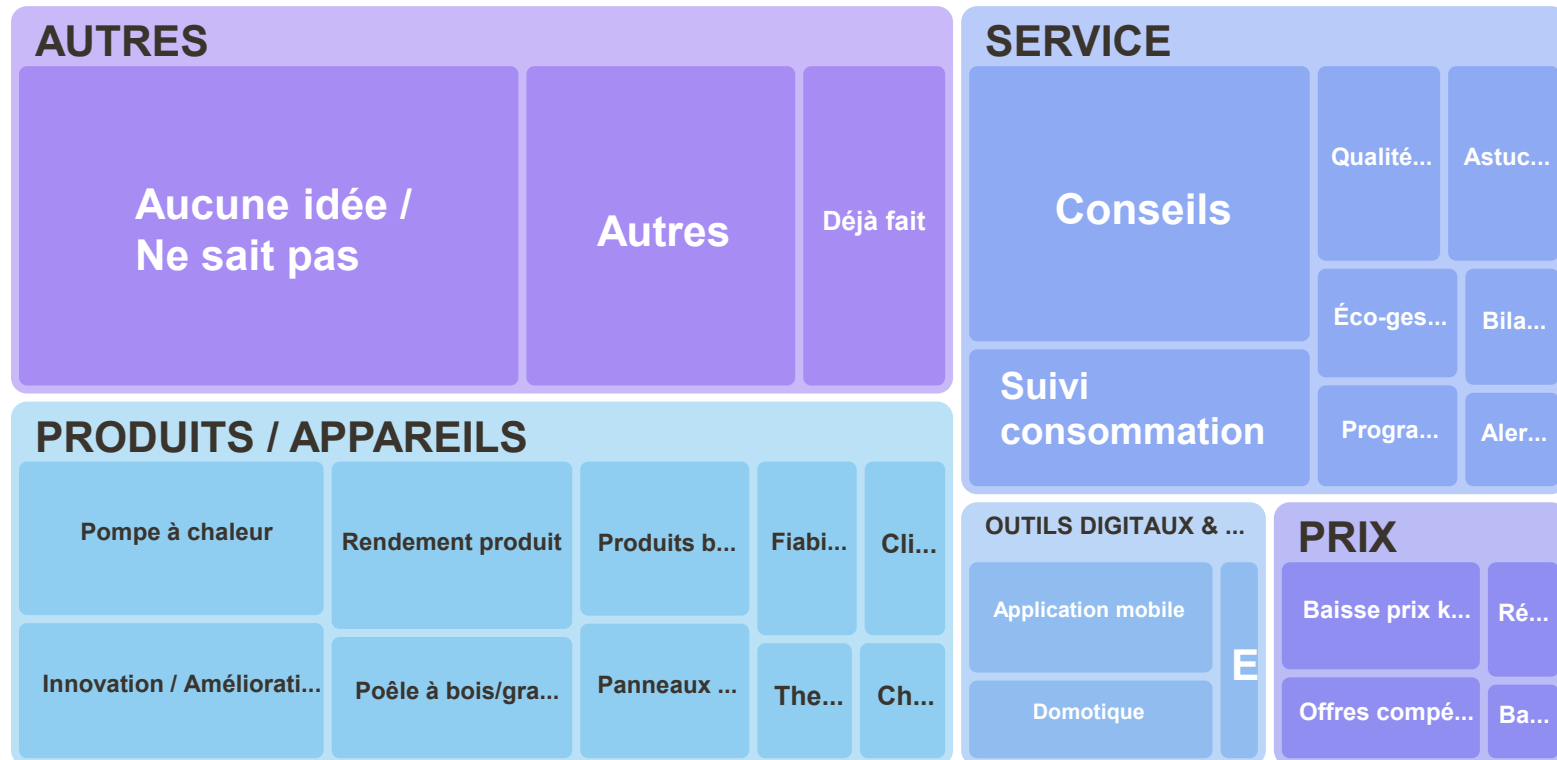 AUTRES
Aucune idée /
Ne sait pas
Autres
Déjà fait
SERVICE
Conseils
Qualité...
Astuc...
Éco-ges...
Bila...
Suivi
consommation
Progra...
Aler...
PRODUITS / APPAREILS
Pompe à chaleur
Rendement produit
Produits b...
Fiabi...
Cli...
Innovation / Améliorati...
Poêle à bois/gra...
Panneaux ...
The...
Ch...
OUTILS DIGITAUX & ...
Application mobile
E
Domotique
PRIX
Baisse prix k...
Ré...
Offres compé...
Ba...